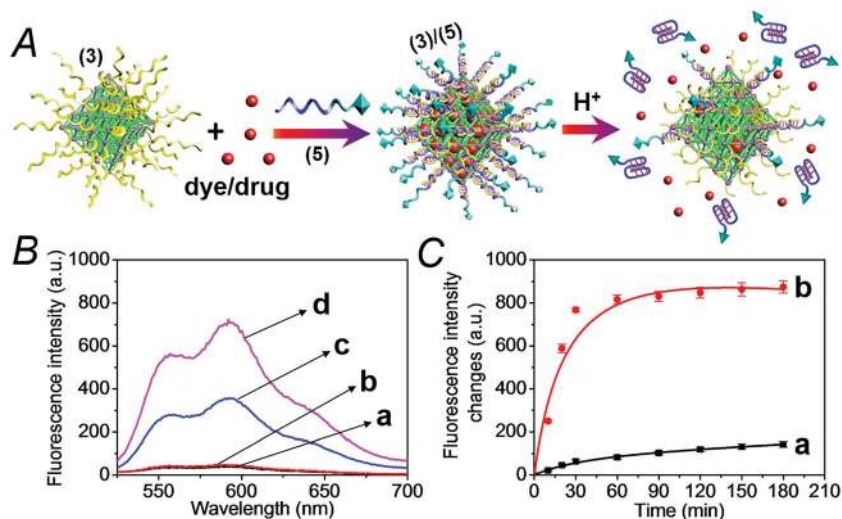 A
(3)
+
dye/drug
(5)
(3)/(5)
H⁺
B
Fluorescence intensity (a.u.)
1000
800
600
400
200
0
550 600 650 700
Wavelength (nm)
d
c
b
a
C
Fluorescence intensity
changes (a.u.)
1000
800
600
400
200
0
0 30 60 90 120 150 180 210
Time (min)
b
a